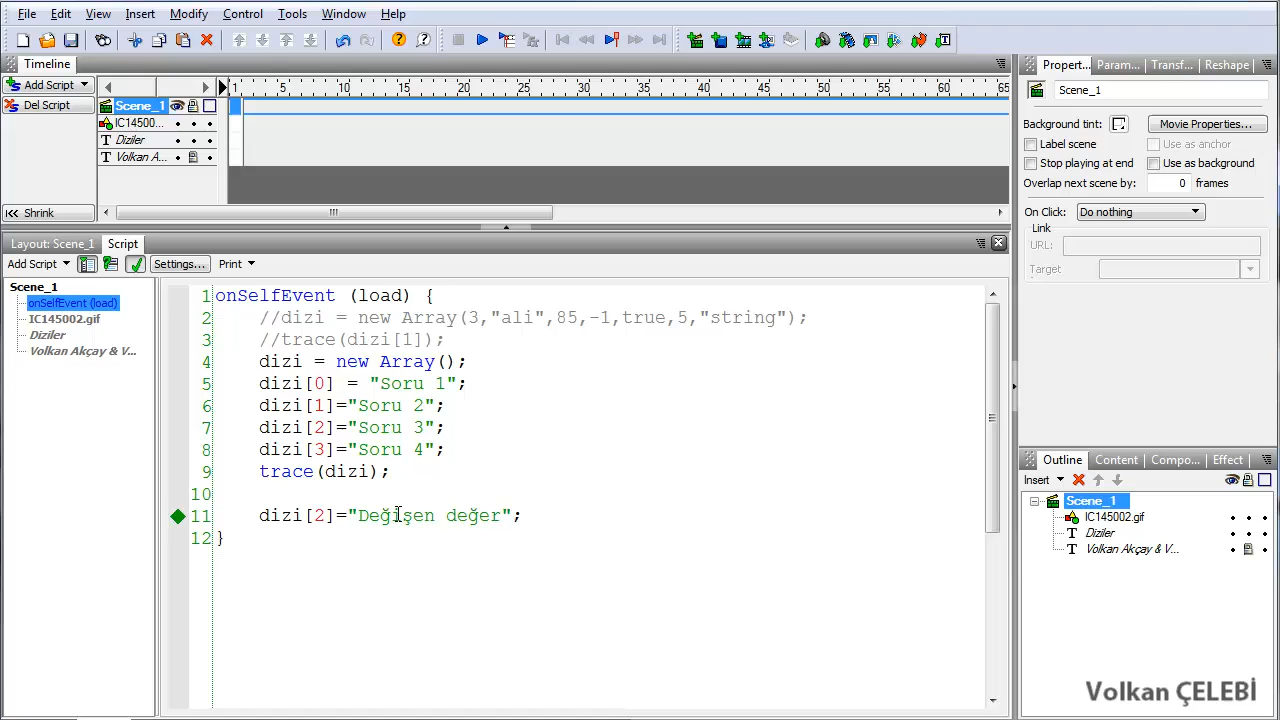 File Edit View Insert Modify Control Tools Window Help
Timeline
Add Script
Del Script
Shrink
1 5 10 15 20 25 30 35 40 45 50 55 60 65
Scene_1
IC14500...
Diziler
Volkan A...
Layout: Scene_1 Script
Add Script Settings... Print
Scene_1
onSelfEvent (load)
IC145002.gif
Diziler
Volkan Akçay & V...
1 onSelfEvent (load) {
2 //dizi = new Array(3,"ali",85,-1,true,5,"string");
3 //trace(dizi[1]);
4 dizi = new Array();
5 dizi[0] = "Soru 1";
6 dizi[1]="Soru 2";
7 dizi[2]="Soru 3";
8 dizi[3]="Soru 4";
9 trace(dizi);
10
11 dizi[2]="Değişen değer";
12 }
Propert... Param... Transf... Reshape
Scene_1
Background tint: Movie Properties...
Label scene Use as anchor
Stop playing at end Use as background
Overlap next scene by: 0 frames
On Click: Do nothing
Link
URL:
Target
Outline Content Compo... Effect
Insert
Scene_1
IC145002.gif
Diziler
Volkan Akçay & V...
Volkan ÇELEBİ